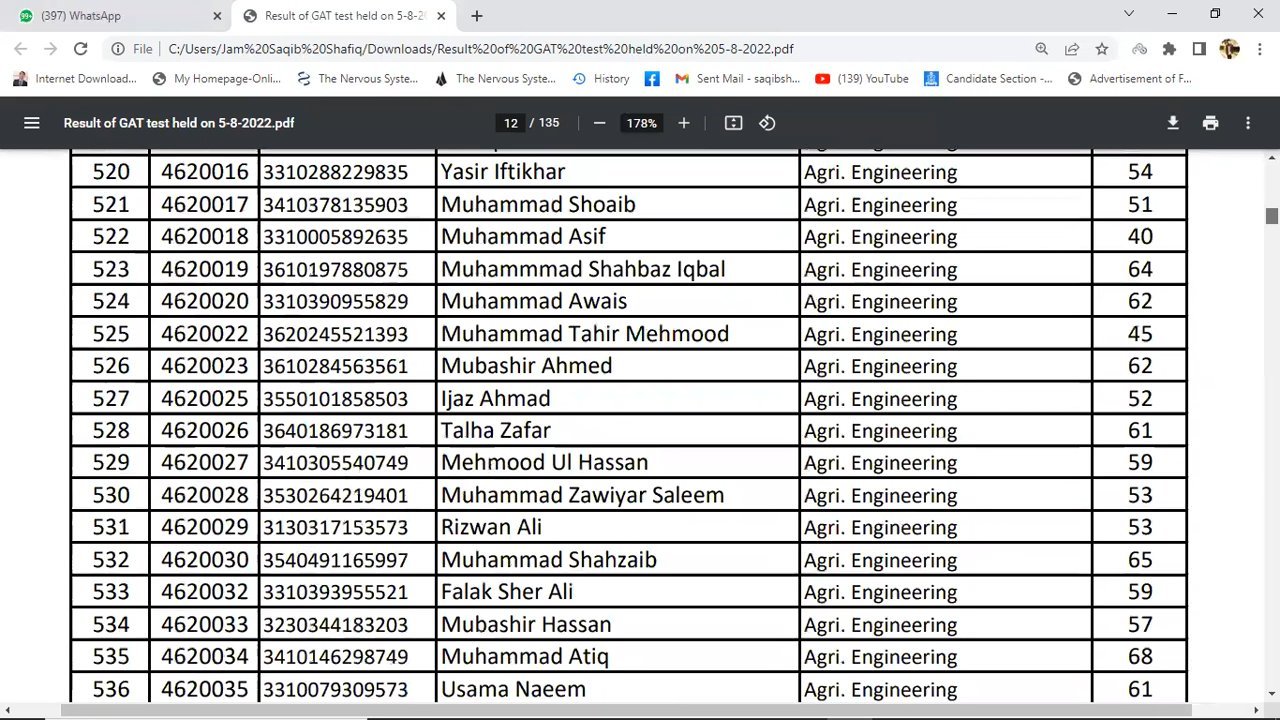 (397) WhatsApp
Result of GAT test held on 5-8-20
File C:/Users/Jam%20Saqib%20Shafiq/Downloads/Result%20of%20GAT%20test%20held%20on%205-8-2022.pdf
Internet Download... My Homepage-Onli... The Nervous Syste... The Nervous Syste... History Sent Mail - saqibsh... (139) YouTube Candidate Section -... Advertisement of F...
Result of GAT test held on 5-8-2022.pdf 12 / 135 178%
520 4620016 3310288229835 Yasir Iftikhar Agri. Engineering 54
521 4620017 3410378135903 Muhammad Shoaib Agri. Engineering 51
522 4620018 3310005892635 Muhammad Asif Agri. Engineering 40
523 4620019 3610197880875 Muhammmad Shahbaz Iqbal Agri. Engineering 64
524 4620020 3310390955829 Muhammad Awais Agri. Engineering 62
525 4620022 3620245521393 Muhammad Tahir Mehmood Agri. Engineering 45
526 4620023 3610284563561 Mubashir Ahmed Agri. Engineering 62
527 4620025 3550101858503 Ijaz Ahmad Agri. Engineering 52
528 4620026 3640186973181 Talha Zafar Agri. Engineering 61
529 4620027 3410305540749 Mehmood Ul Hassan Agri. Engineering 59
530 4620028 3530264219401 Muhammad Zawiyar Saleem Agri. Engineering 53
531 4620029 3130317153573 Rizwan Ali Agri. Engineering 53
532 4620030 3540491165997 Muhammad Shahzaib Agri. Engineering 65
533 4620032 3310393955521 Falak Sher Ali Agri. Engineering 59
534 4620033 3230344183203 Mubashir Hassan Agri. Engineering 57
535 4620034 3410146298749 Muhammad Atiq Agri. Engineering 68
536 4620035 3310079309573 Usama Naeem Agri. Engineering 61